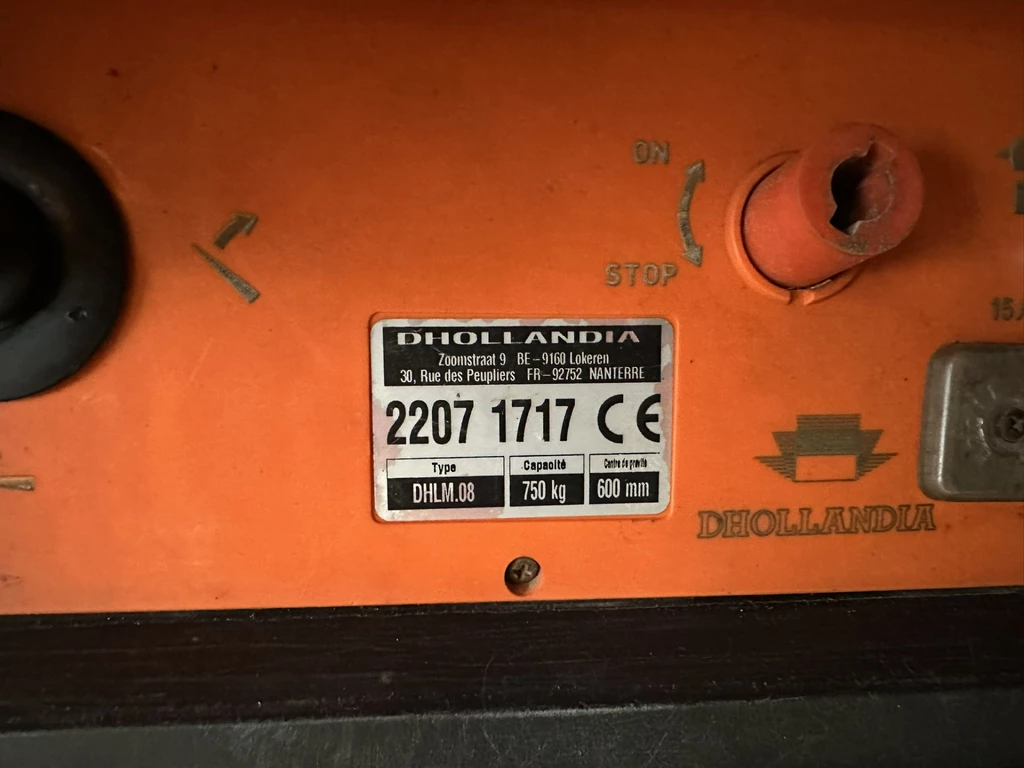 ON
STOP
DHOLLANDIA
Zoomstraat 9 BE-9160 Lokeren
30, Rue des Peupliers FR-92752 NANTERRE
2207 1717 CE
Type Capacité Centre de gravité
DHLM.08 750 kg 600 mm
DHOLLANDIA